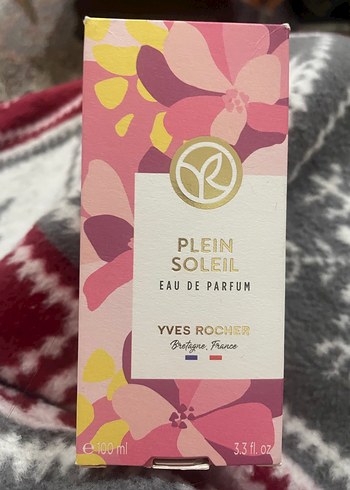 PLEIN
SOLEIL
EAU DE PARFUM
YVES ROCHER
Bretagne, France
℮ 100 ml 3.3 fl. oz